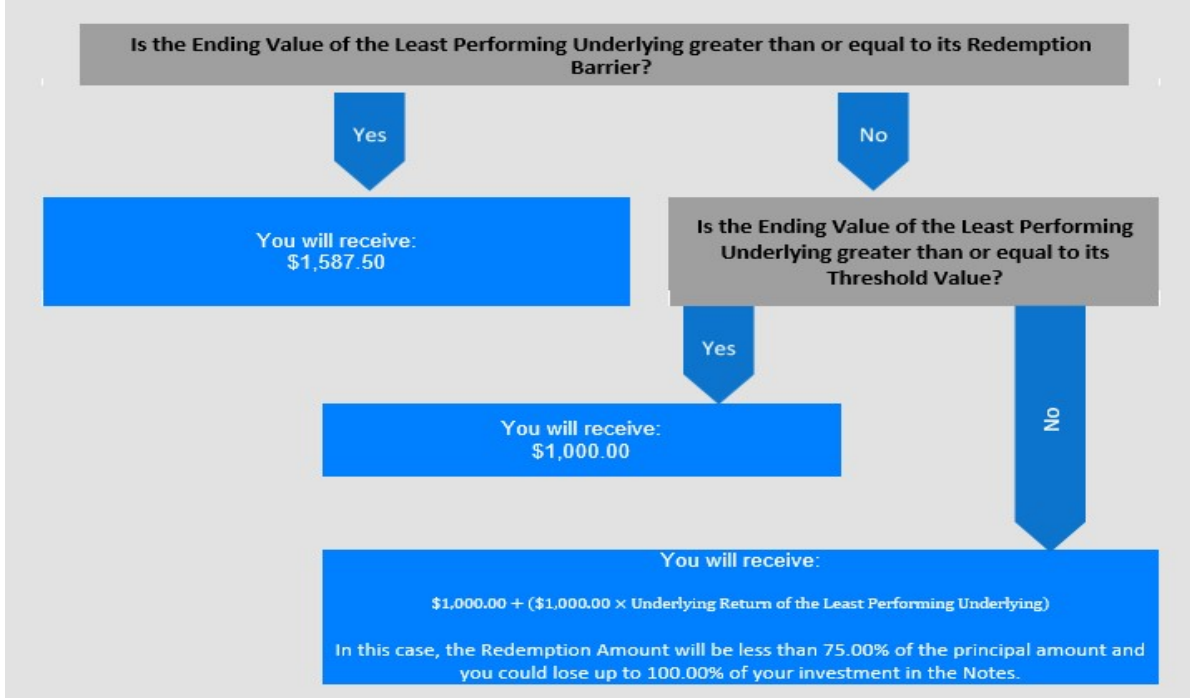 Is the Ending Value of the Least Performing Underlying greater than or equal to its Redemption
Barrier?
Yes
No
You will receive:
$1,587.50
Is the Ending Value of the Least Performing
Underlying greater than or equal to its
Threshold Value?
Yes
No
You will receive:
$1,000.00
You will receive:
$1,000.00 + ($1,000.00 × Underlying Return of the Least Performing Underlying)
In this case, the Redemption Amount will be less than 75.00% of the principal amount and
you could lose up to 100.00% of your investment in the Notes.